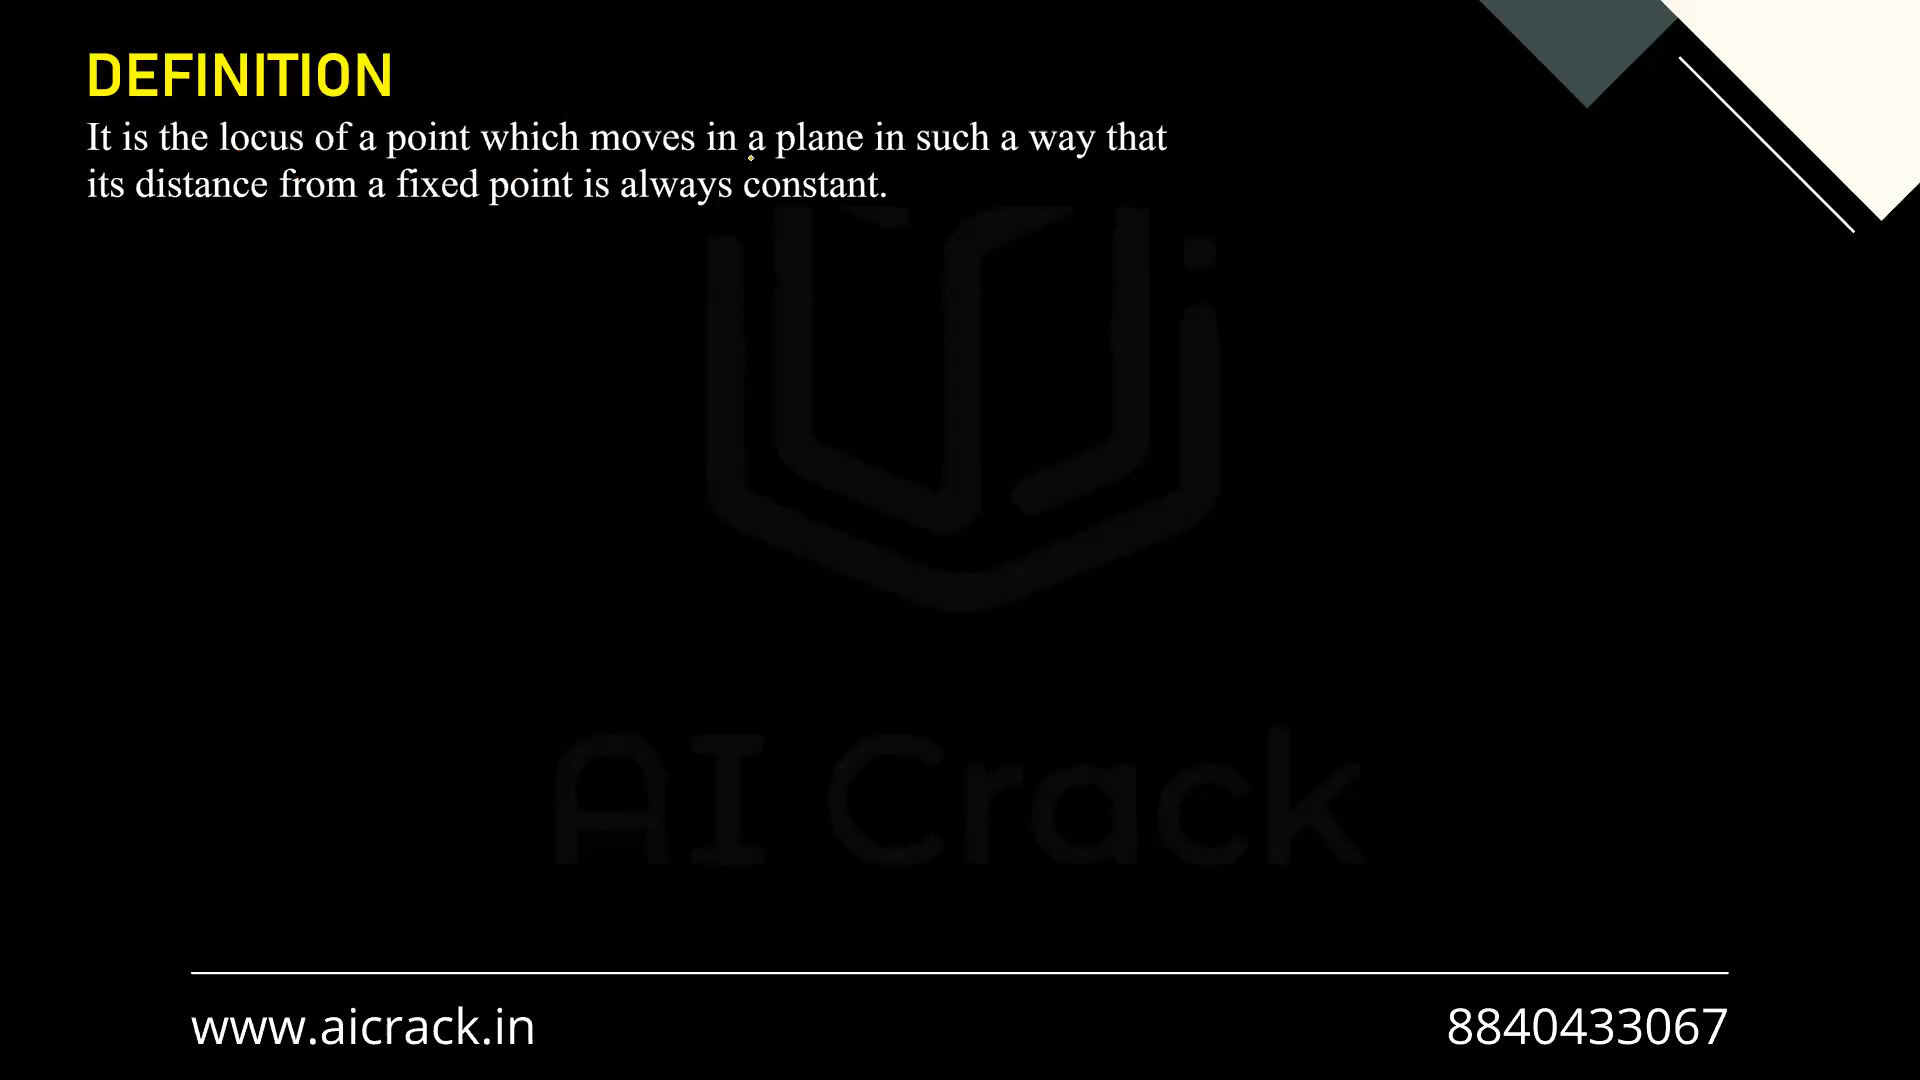 DEFINITION
It is the locus of a point which moves in a plane in such a way that
its distance from a fixed point is always constant.
AI Crack
www.aicrack.in
8840433067